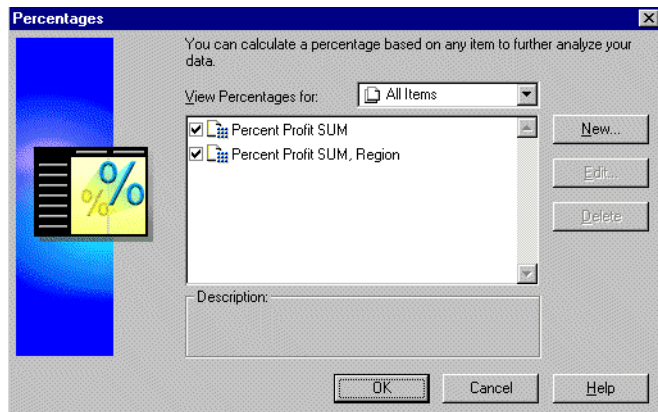 Percentages
You can calculate a percentage based on any item to further analyze your
data.
View Percentages for:
All Items
Percent Profit SUM
Percent Profit SUM, Region
New...
Edit...
Delete
Description:
OK
Cancel
Help
%
%